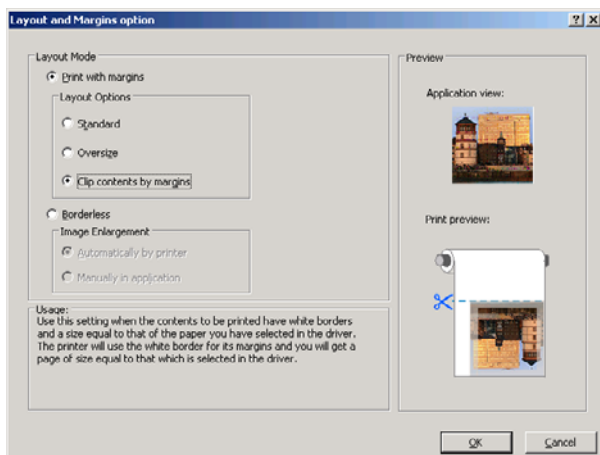 Layout and Margins option
Layout Mode
Print with margins
Layout Options
Standard
Oversize
Clip contents by margins
Borderless
Image Enlargement
Automatically by printer
Manually in application
Usage:
Use this setting when the contents to be printed have white borders
and a size equal to that of the paper you have selected in the driver.
The printer will use the white border for its margins and you will get a
page of size equal to that which is selected in the driver.
Preview
Application view:
Print preview:
OK
Cancel